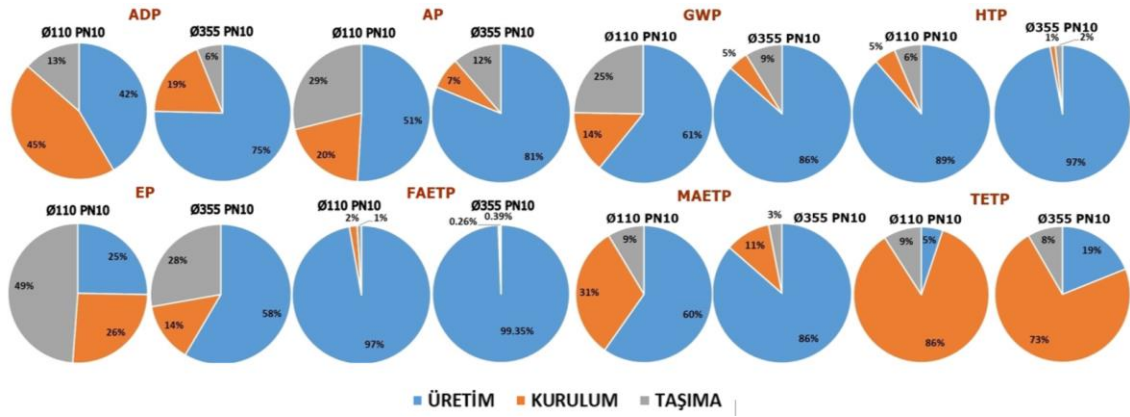 ADP
AP
GWP
HTP
Ø110 PN10
Ø355 PN10
Ø110 PN10
Ø355 PN10
Ø110 PN10
Ø355 PN10
Ø110 PN10
Ø355 PN10
13%
42%
45%
6%
19%
75%
29%
51%
20%
12%
7%
81%
25%
14%
61%
5%
9%
86%
5%
6%
89%
1%
2%
97%
EP
FAETP
MAETP
TETP
Ø110 PN10
Ø355 PN10
Ø110 PN10
Ø355 PN10
Ø110 PN10
Ø355 PN10
Ø110 PN10
Ø355 PN10
49%
25%
26%
28%
14%
58%
2%
1%
97%
0.26%
0.39%
99.35%
9%
31%
60%
3%
11%
86%
9%
5%
86%
8%
19%
73%
ÜRETİM KURULUM TAŞIMA